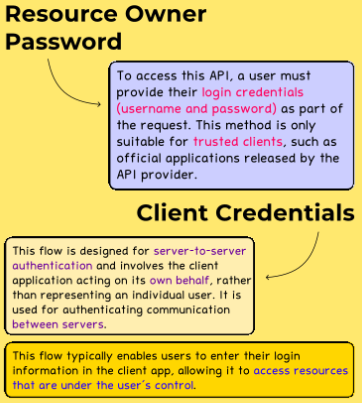 Resource Owner
Password
To access this API, a user must
provide their login credentials
(username and password) as part of
the request. This method is only
suitable for trusted clients, such as
official applications released by the
API provider.
Client Credentials
This flow is designed for server-to-server
authentication and involves the client
application acting on its own behalf, rather
than representing an individual user. It is
used for authenticating communication
between servers.
This flow typically enables users to enter their login
information in the client app, allowing it to access resources
that are under the user's control.